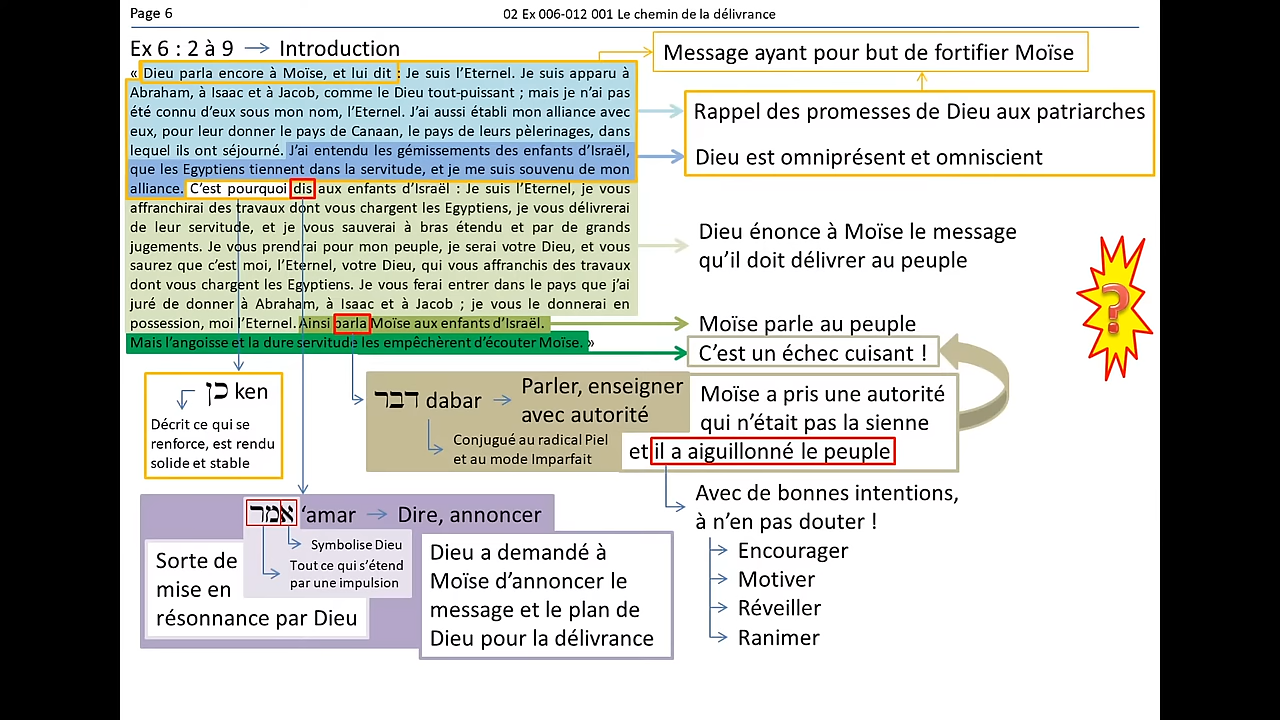 Page 6
02 Ex 006-012 001 Le chemin de la délivrance
Ex 6 : 2 à 9 → Introduction
« Dieu parla encore à Moïse, et lui dit : Je suis l’Eternel. Je suis apparu à
Abraham, à Isaac et à Jacob, comme le Dieu tout-puissant ; mais je n’ai pas
été connu d’eux sous mon nom, l’Eternel. J’ai aussi établi mon alliance avec
eux, pour leur donner le pays de Canaan, le pays de leurs pèlerinages, dans
lequel ils ont séjourné. J’ai entendu les gémissements des enfants d’Israël,
que les Egyptiens tiennent dans la servitude, et je me suis souvenu de mon
alliance. C’est pourquoi dis aux enfants d’Israël : Je suis l’Eternel, je vous
affranchirai des travaux dont vous chargent les Egyptiens, je vous délivrerai
de leur servitude, et je vous sauverai à bras étendu et par de grands
jugements. Je vous prendrai pour mon peuple, je serai votre Dieu, et vous
saurez que c’est moi, l’Eternel, votre Dieu, qui vous affranchis des travaux
dont vous chargent les Egyptiens. Je vous ferai entrer dans le pays que j’ai
juré de donner à Abraham, à Isaac et à Jacob ; je vous le donnerai en
possession, moi l’Eternel. Ainsi parla Moïse aux enfants d’Israël.
Mais l’angoisse et la dure servitude les empêchèrent d’écouter Moïse. »
Message ayant pour but de fortifier Moïse
Rappel des promesses de Dieu aux patriarches
Dieu est omniprésent et omniscient
Dieu énonce à Moïse le message
qu’il doit délivrer au peuple
?
Moïse parle au peuple
C’est un échec cuisant !
כן ken
Décrit ce qui se
renforce, est rendu
solide et stable
דבר dabar → Parler, enseigner
avec autorité
Conjugué au radical Piel
et au mode Imparfait
Moïse a pris une autorité
qui n’était pas la sienne
et il a aiguillonné le peuple
Avec de bonnes intentions,
à n’en pas douter !
Encourager
Motiver
Réveiller
Ranimer
אמר ‘amar → Dire, annoncer
Symbolise Dieu
Tout ce qui s’étend
par une impulsion
Sorte de
mise en
résonnance par Dieu
Dieu a demandé à
Moïse d’annoncer le
message et le plan de
Dieu pour la délivrance